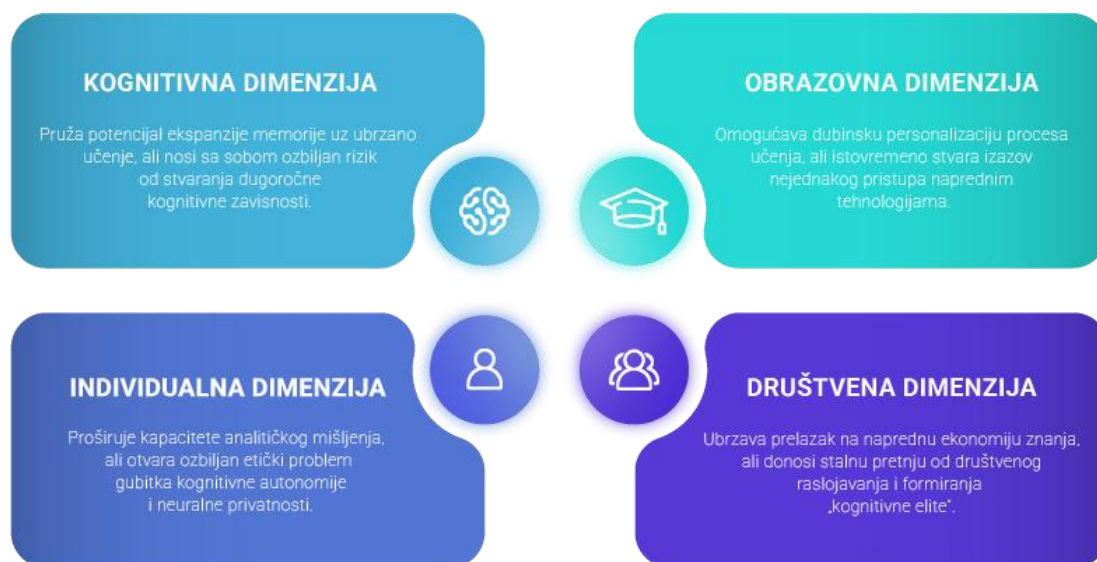 KOGNITIVNA DIMENZIJA
Pruža potencijal ekspanzije memorije uz ubrzano
učenje, ali nosi sa sobom ozbiljan rizik
od stvaranja dugoročne
kognitivne zavisnosti.
OBRAZOVNA DIMENZIJA
Omogućava dubinsku personalizaciju procesa
učenja, ali istovremeno stvara izazov
nejednakog pristupa naprednim
tehnologijama.
INDIVIDUALNA DIMENZIJA
Proširuje kapacitete analitičkog mišljenja,
ali otvara ozbiljan etički problem
gubitka kognitivne autonomije
i neuralne privatnosti.
DRUŠTVENA DIMENZIJA
Ubrzava prelazak na naprednu ekonomiju znanja,
ali donosi stalnu pretnju od društvenog
raslojavanja i formiranja
„kognitivne elite“.